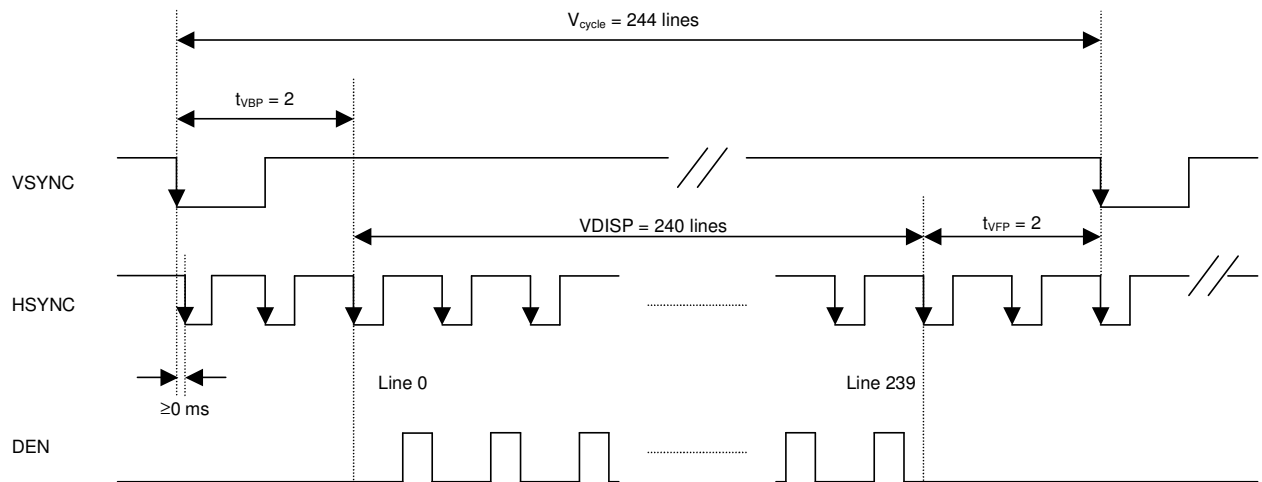 Vcycle = 244 lines
tVBP = 2
VSYNC
VDISP = 240 lines
tVFP = 2
HSYNC
Line 0
Line 239
≥0 ms
DEN